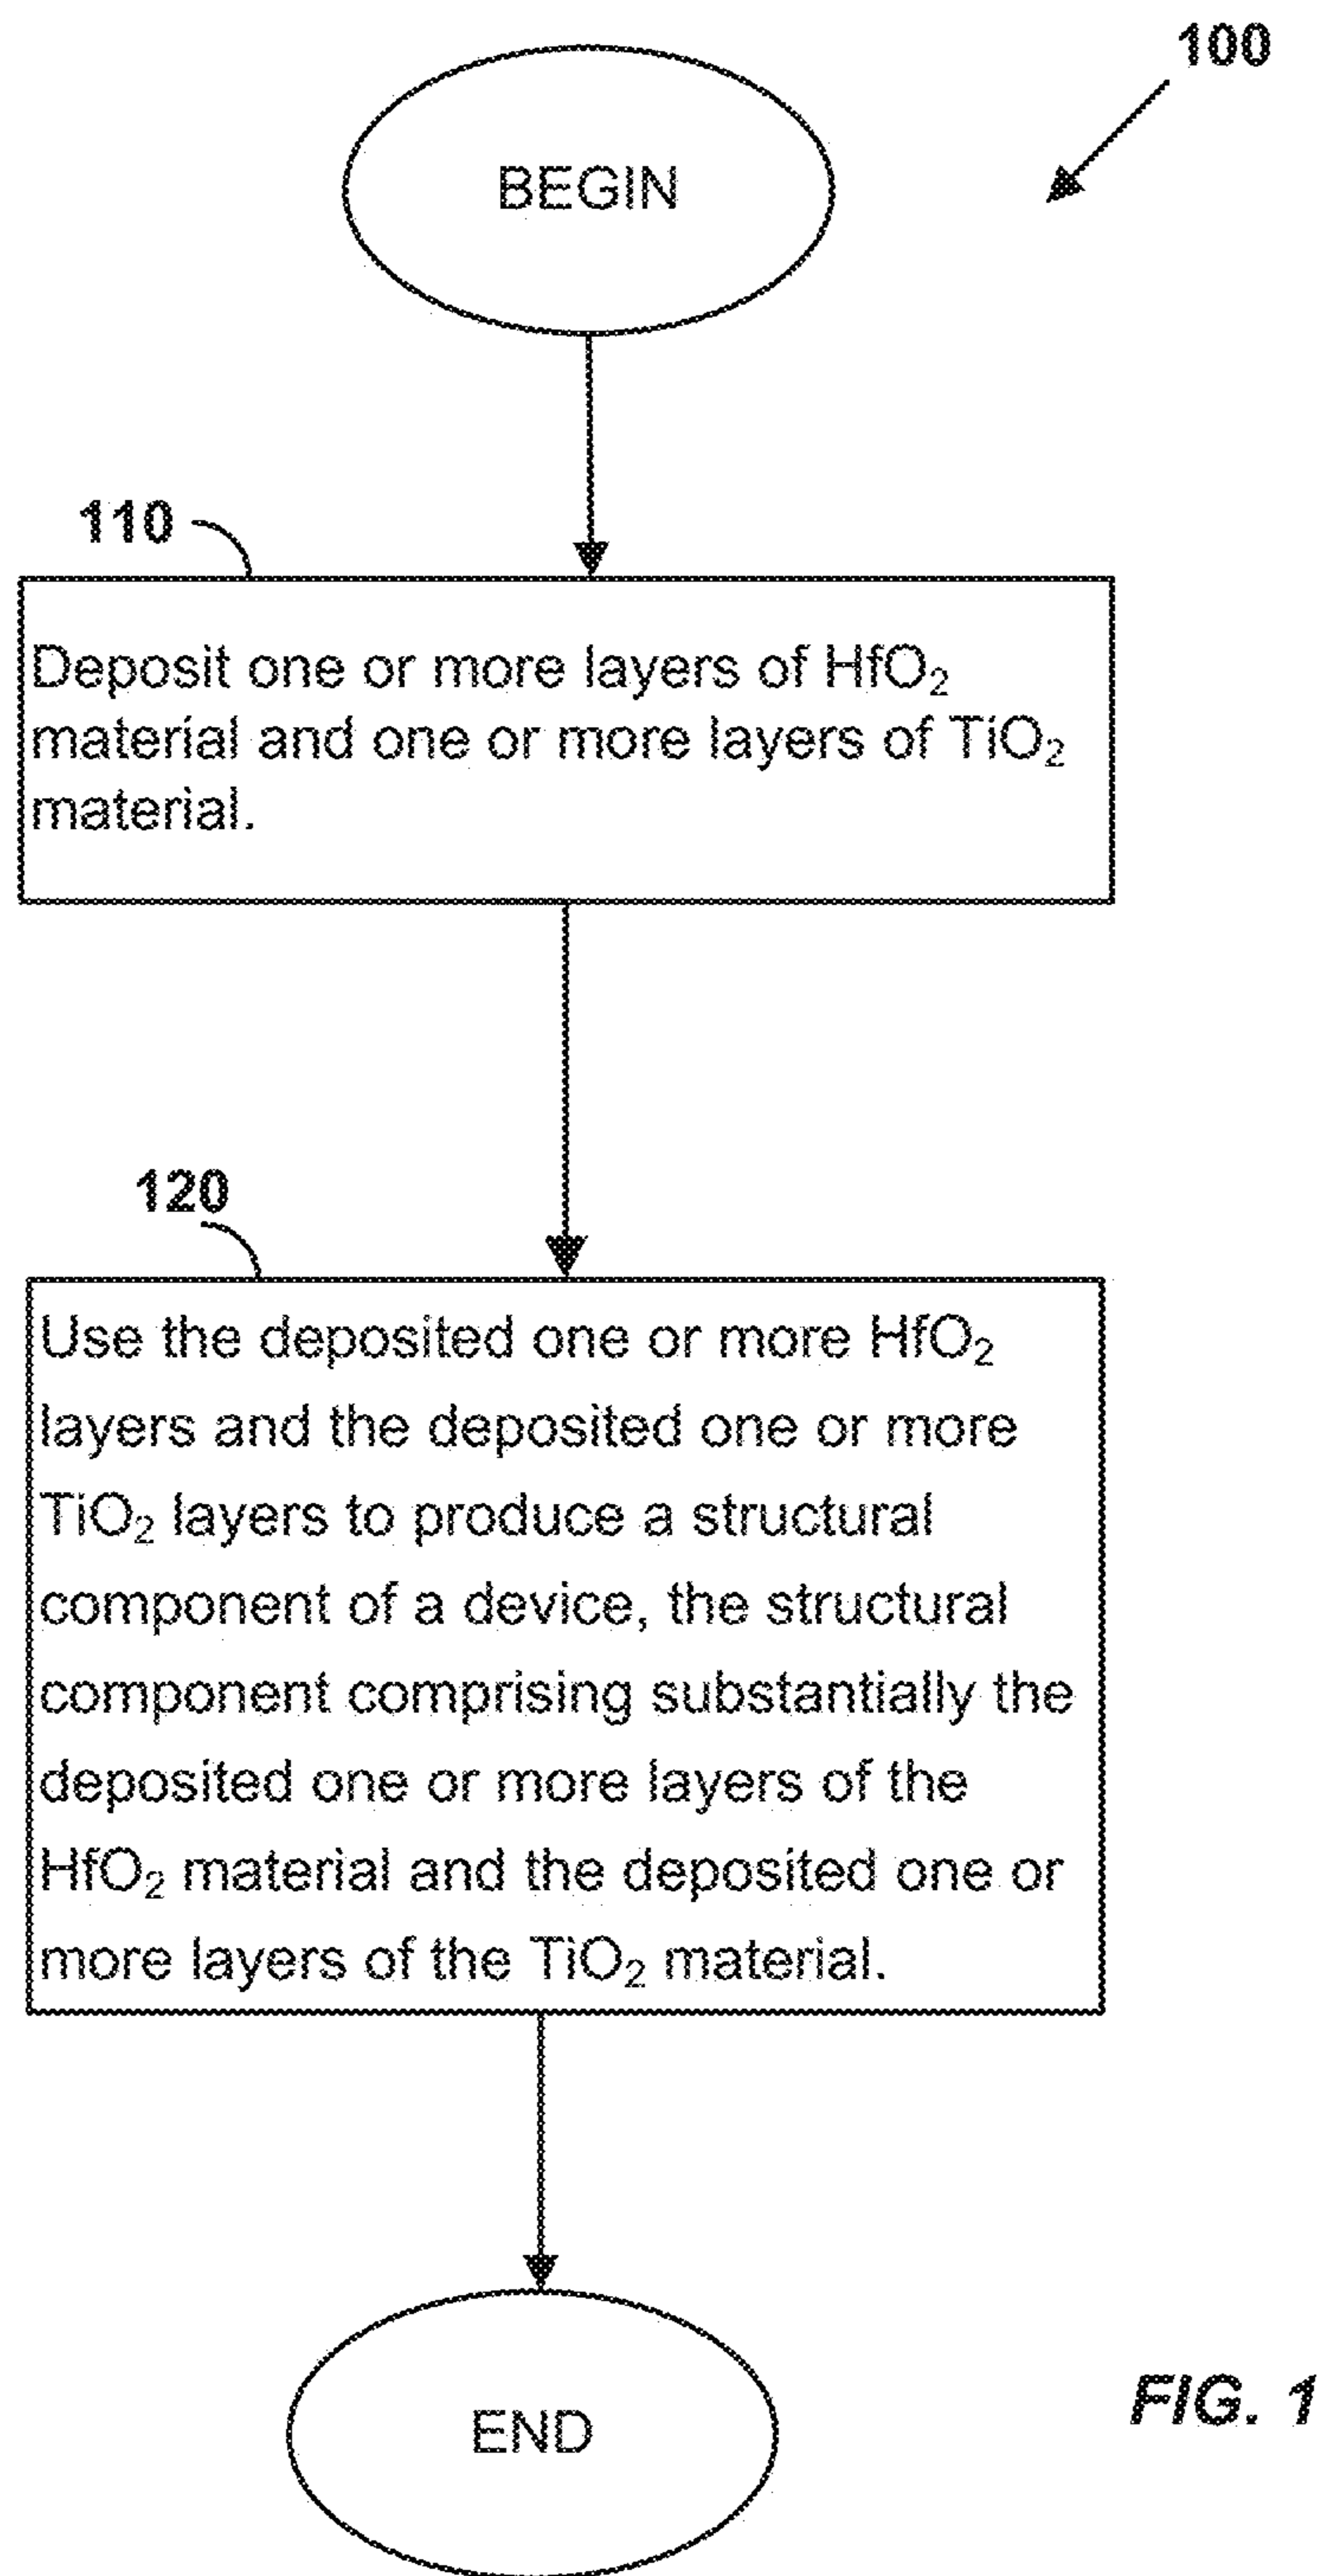 100
BEGIN
110
Deposit one or more layers of HfO₂
material and one or more layers of TiO₂
material.
120
Use the deposited one or more HfO₂
layers and the deposited one or more
TiO₂ layers to produce a structural
component of a device, the structural
component comprising substantially the
deposited one or more layers of the
HfO₂ material and the deposited one or
more layers of the TiO₂ material.
END
FIG. 1